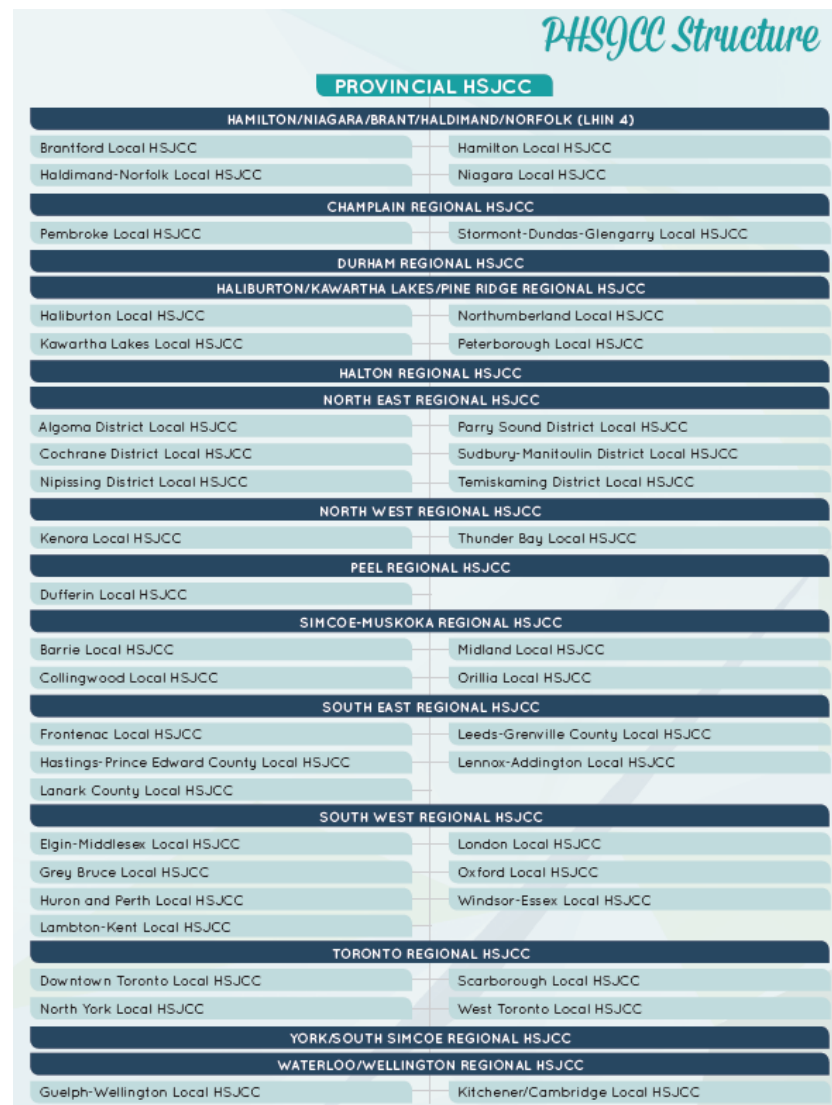 PHSJCC Structure
PROVINCIAL HSJCC
HAMILTON/NIAGARA/BRANT/HALDIMAND/NORFOLK (LHIN 4)
Brantford Local HSJCC
Hamilton Local HSJCC
Haldimand-Norfolk Local HSJCC
Niagara Local HSJCC
CHAMPLAIN REGIONAL HSJCC
Pembroke Local HSJCC
Stormont-Dundas-Glengarry Local HSJCC
DURHAM REGIONAL HSJCC
HALIBURTON/KAWARTHA LAKES/PINE RIDGE REGIONAL HSJCC
Haliburton Local HSJCC
Northumberland Local HSJCC
Kawartha Lakes Local HSJCC
Peterborough Local HSJCC
HALTON REGIONAL HSJCC
NORTH EAST REGIONAL HSJCC
Algoma District Local HSJCC
Parry Sound District Local HSJCC
Cochrane District Local HSJCC
Sudbury-Manitoulin District Local HSJCC
Nipissing District Local HSJCC
Temiskaming District Local HSJCC
NORTH WEST REGIONAL HSJCC
Kenora Local HSJCC
Thunder Bay Local HSJCC
PEEL REGIONAL HSJCC
Dufferin Local HSJCC
SIMCOE-MUSKOKA REGIONAL HSJCC
Barrie Local HSJCC
Midland Local HSJCC
Collingwood Local HSJCC
Orillia Local HSJCC
SOUTH EAST REGIONAL HSJCC
Frontenac Local HSJCC
Leeds-Grenville County Local HSJCC
Hastings-Prince Edward County Local HSJCC
Lennox-Addington Local HSJCC
Lanark County Local HSJCC
SOUTH WEST REGIONAL HSJCC
Elgin-Middlesex Local HSJCC
London Local HSJCC
Grey Bruce Local HSJCC
Oxford Local HSJCC
Huron and Perth Local HSJCC
Windsor-Essex Local HSJCC
Lambton-Kent Local HSJCC
TORONTO REGIONAL HSJCC
Downtown Toronto Local HSJCC
Scarborough Local HSJCC
North York Local HSJCC
West Toronto Local HSJCC
YORK/SOUTH SIMCOE REGIONAL HSJCC
WATERLOO/WELLINGTON REGIONAL HSJCC
Guelph-Wellington Local HSJCC
Kitchener/Cambridge Local HSJCC